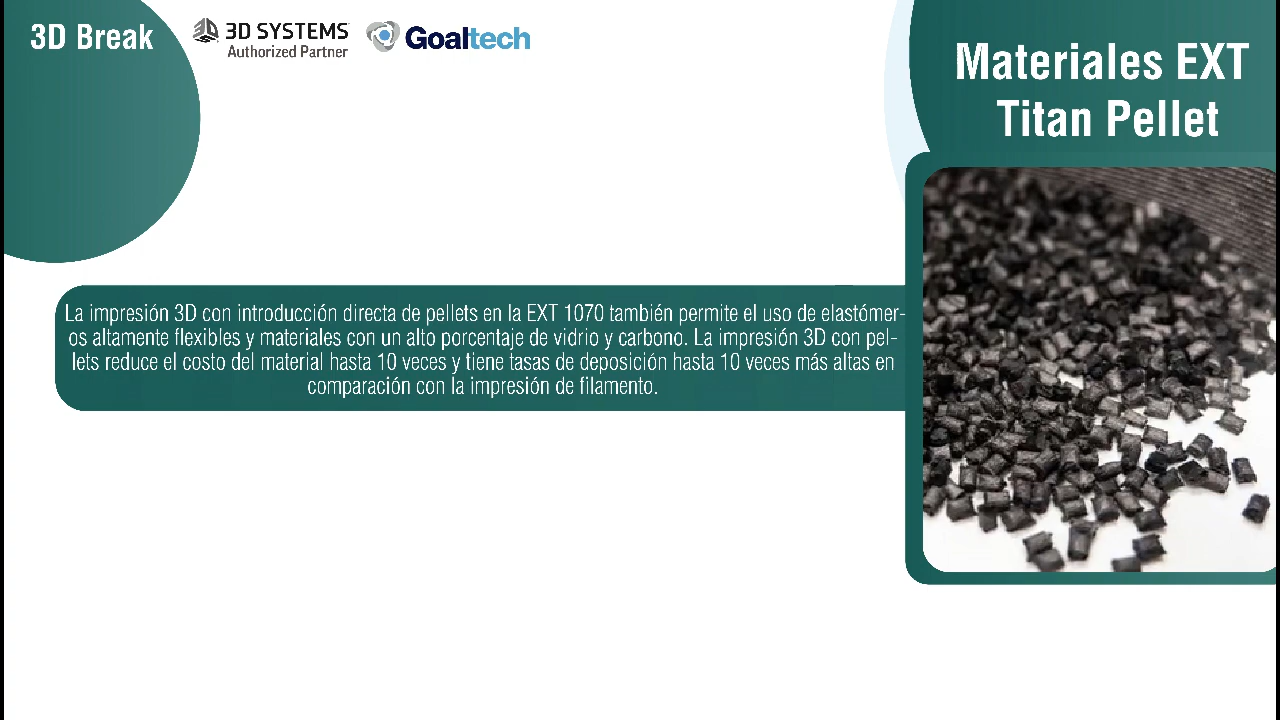 3D Break
3D SYSTEMS
Authorized Partner
Goaltech
Materiales EXT
Titan Pellet
La impresión 3D con introducción directa de pellets en la EXT 1070 también permite el uso de elastómer-
os altamente flexibles y materiales con un alto porcentaje de vidrio y carbono. La impresión 3D con pel-
lets reduce el costo del material hasta 10 veces y tiene tasas de deposición hasta 10 veces más altas en
comparación con la impresión de filamento.